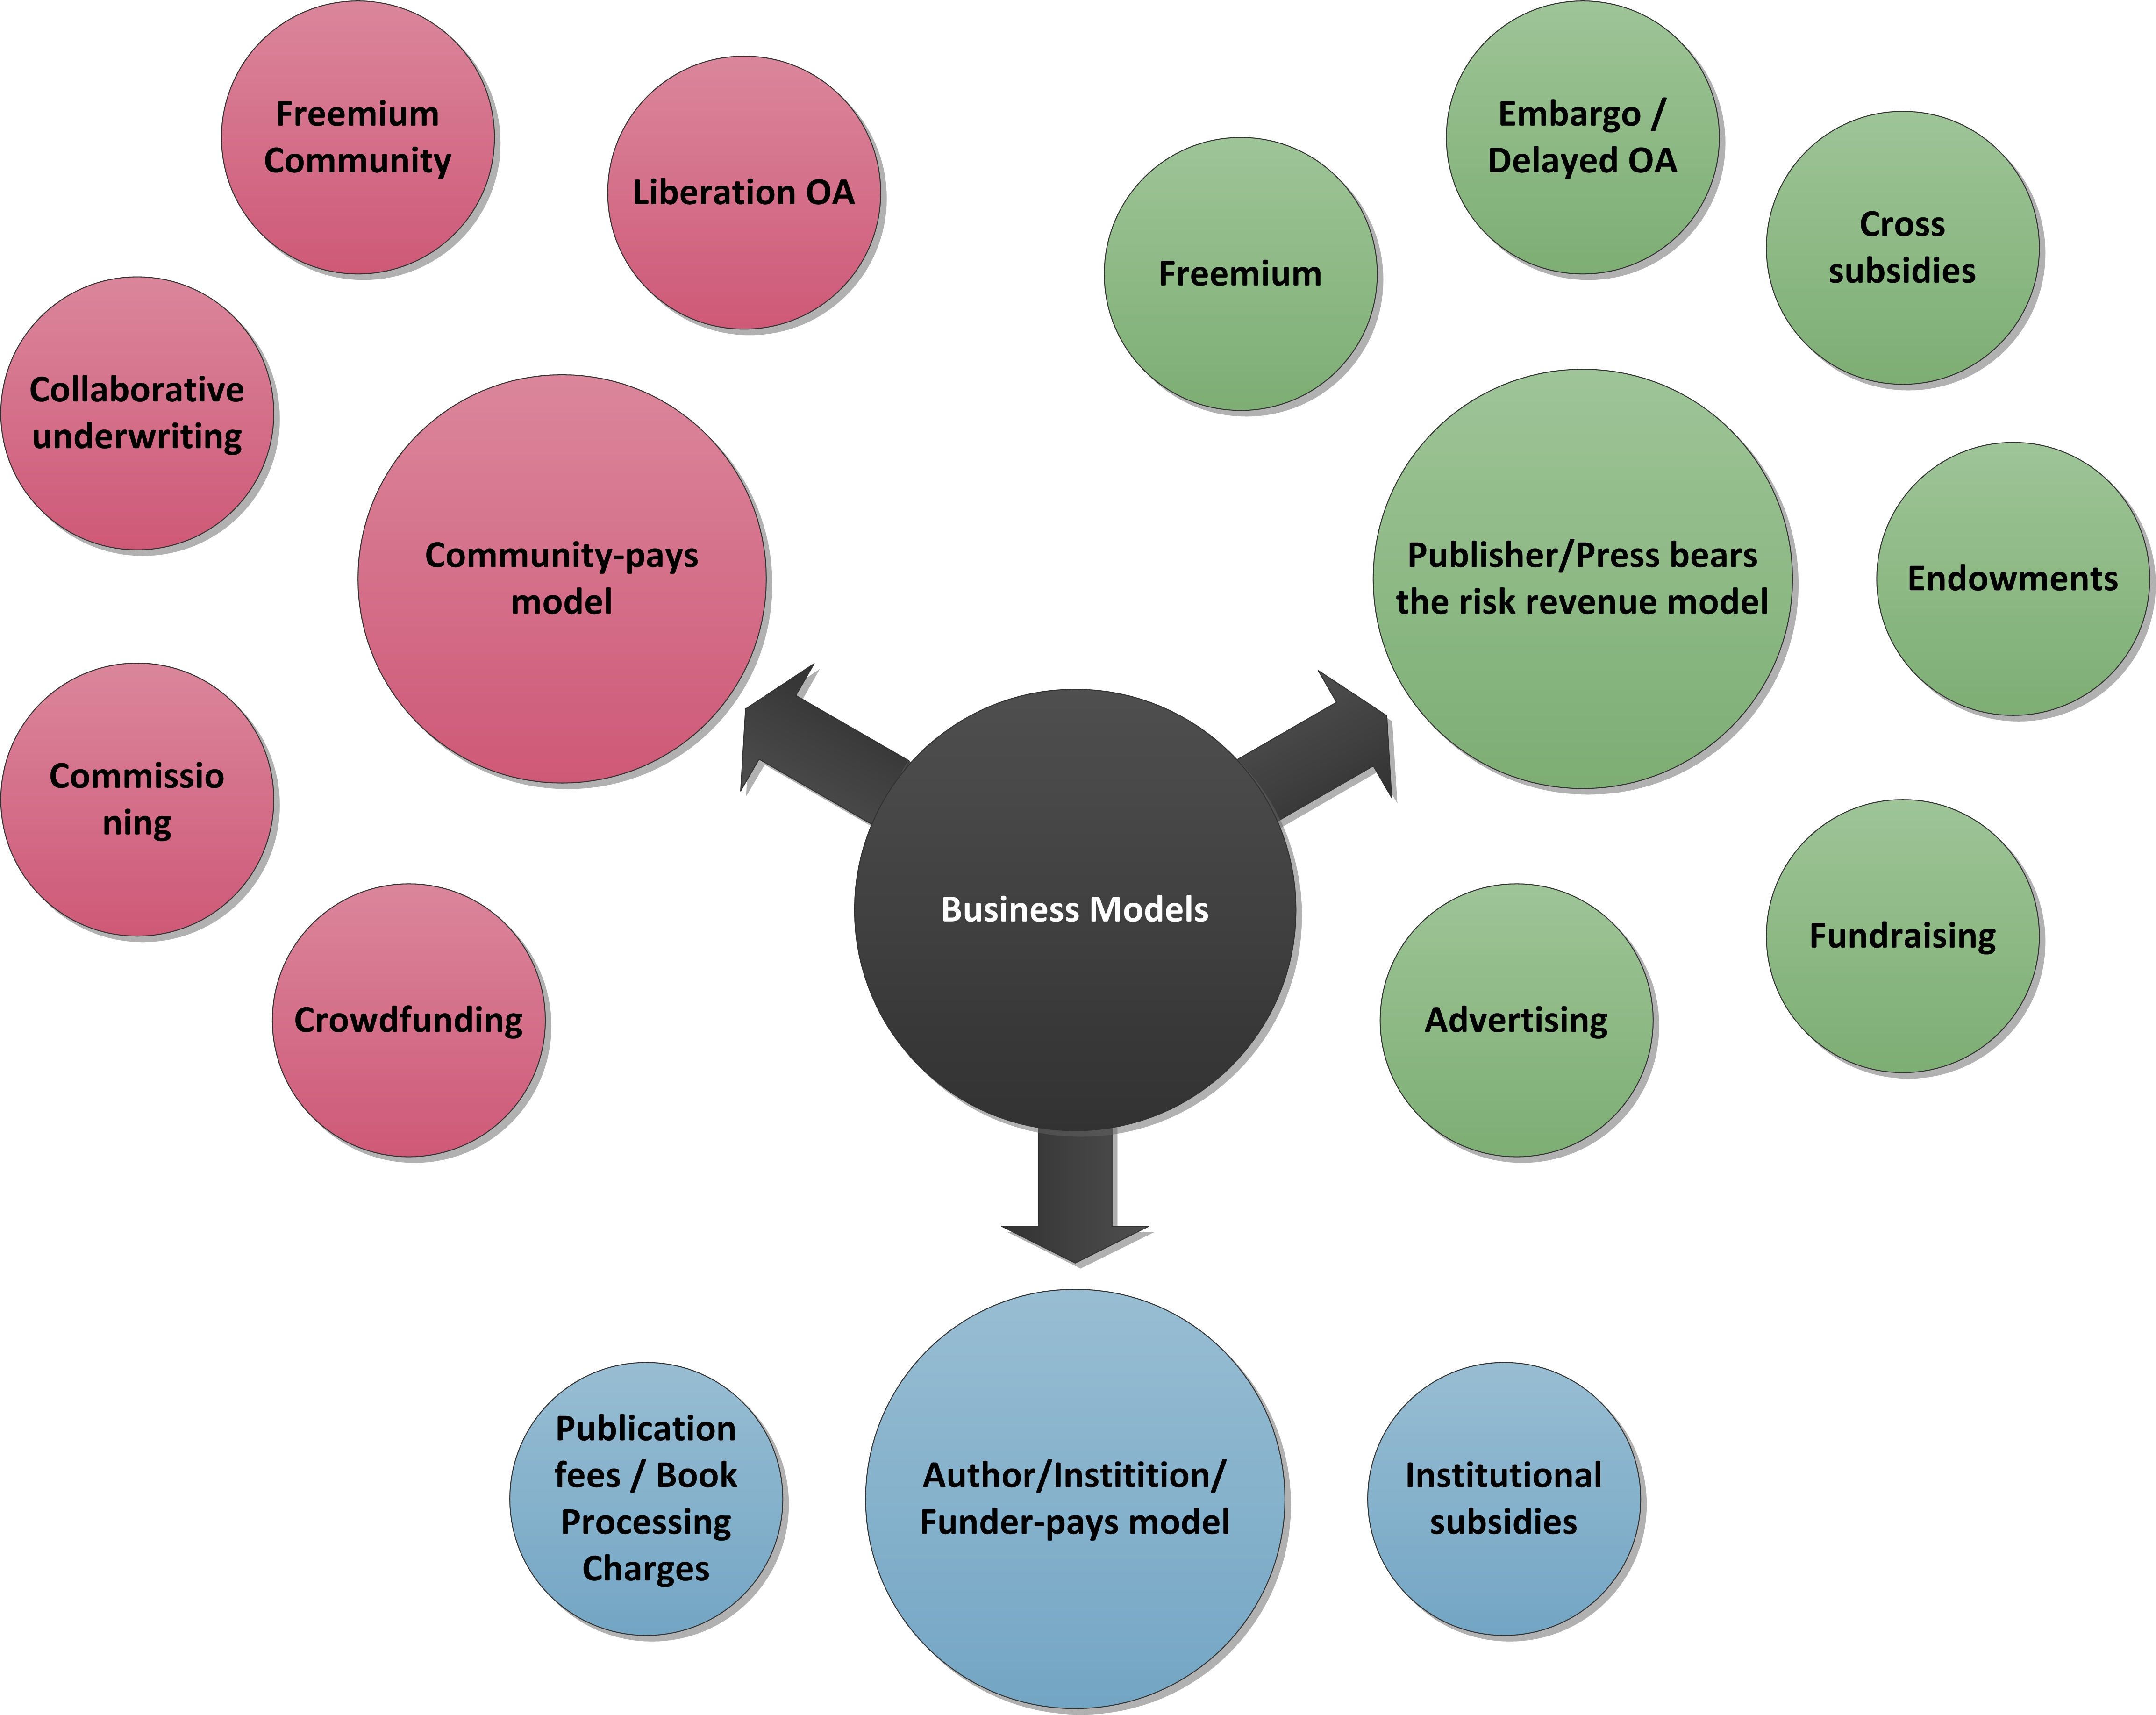 Freemium
Community
Liberation OA
Collaborative
underwriting
Community-pays
model
Commissio
ning
Crowdfunding
Embargo /
Delayed OA
Freemium
Cross
subsidies
Publisher/Press bears
the risk revenue model
Endowments
Fundraising
Advertising
Business Models
Publication
fees / Book
Processing
Charges
Author/Institition/
Funder-pays model
Institutional
subsidies